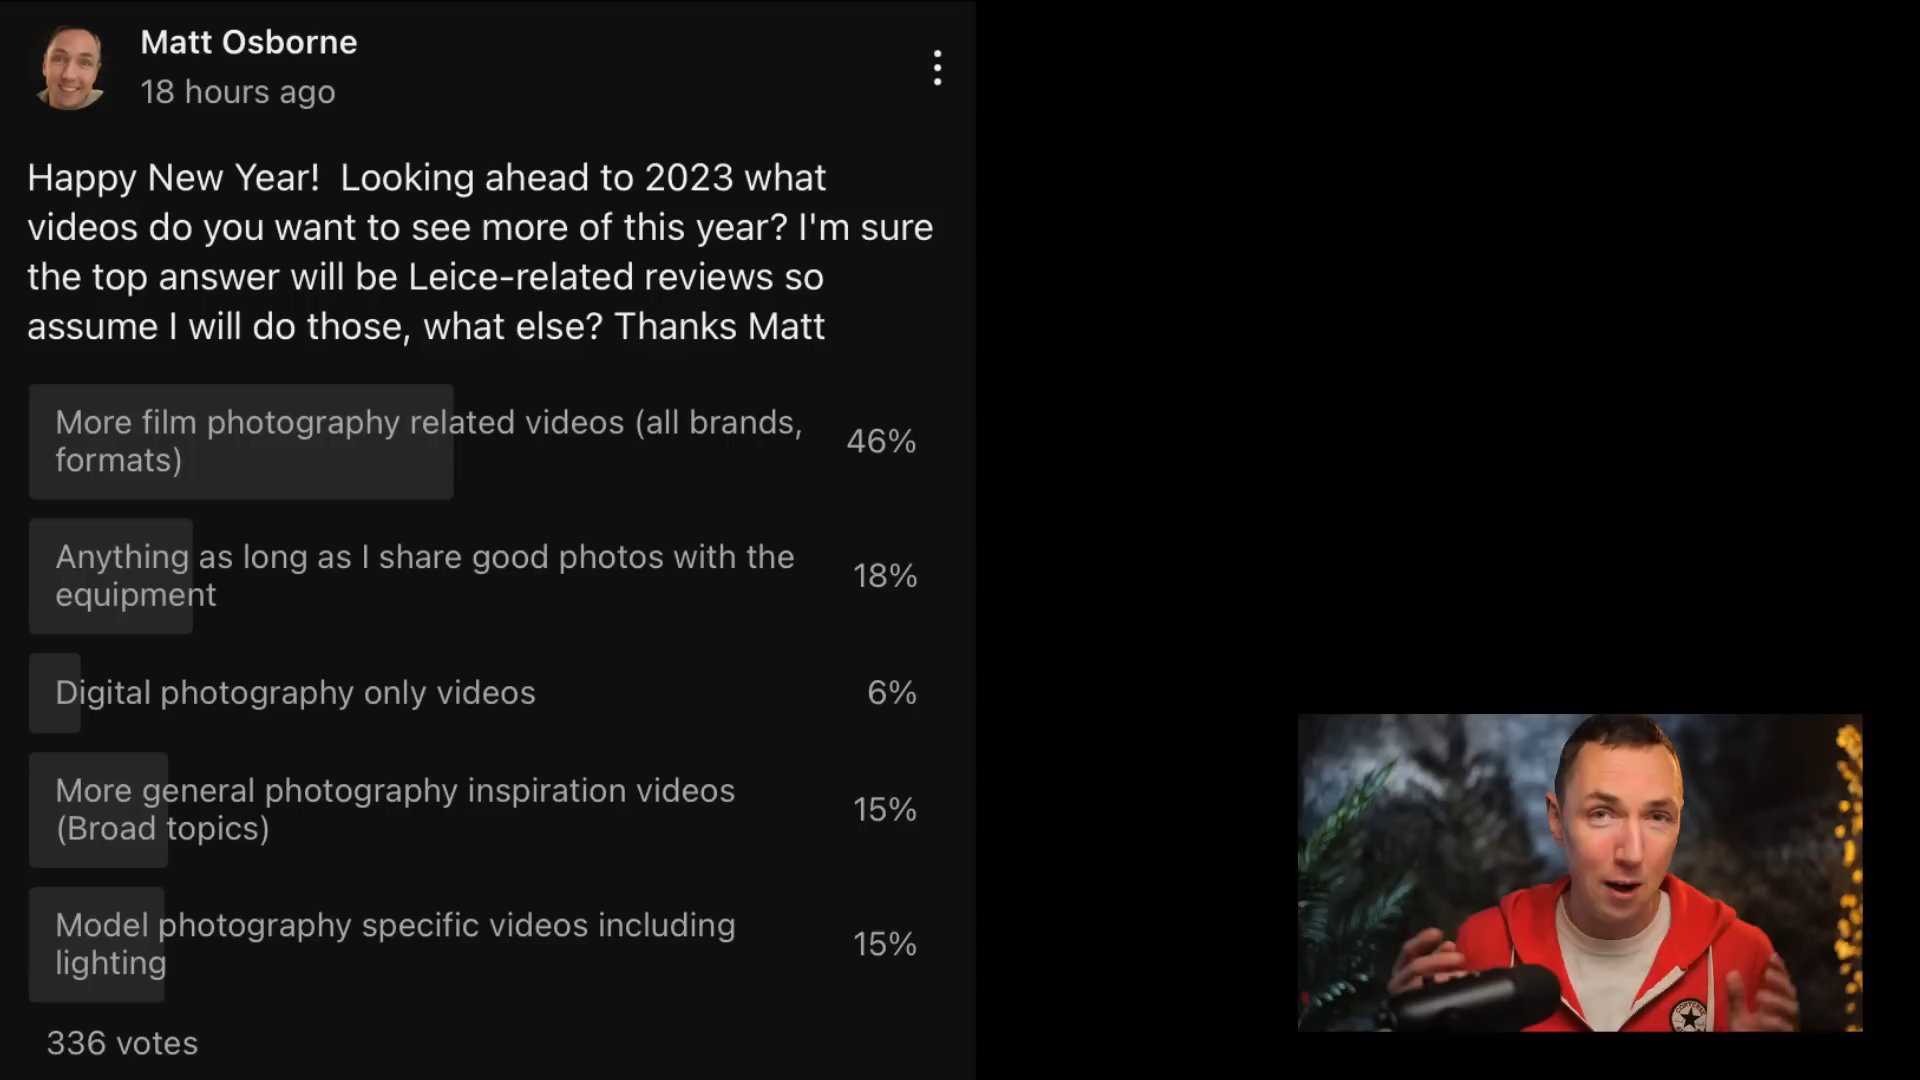 Matt Osborne
18 hours ago
Happy New Year!  Looking ahead to 2023 what
videos do you want to see more of this year? I'm sure
the top answer will be Leice-related reviews so
assume I will do those, what else? Thanks Matt
More film photography related videos (all brands,
formats)
46%
Anything as long as I share good photos with the
equipment
18%
Digital photography only videos
6%
More general photography inspiration videos
(Broad topics)
15%
Model photography specific videos including
lighting
15%
336 votes